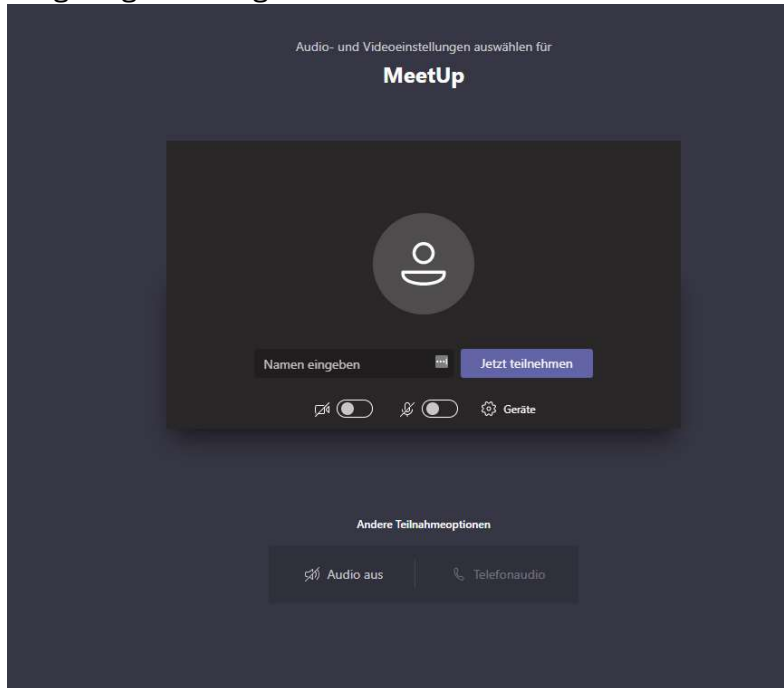 Audio- und Videoeinstellungen auswählen für
MeetUp
Namen eingeben
Jetzt teilnehmen
Geräte
Andere Teilnahmeoptionen
Audio aus
Telefonaudio